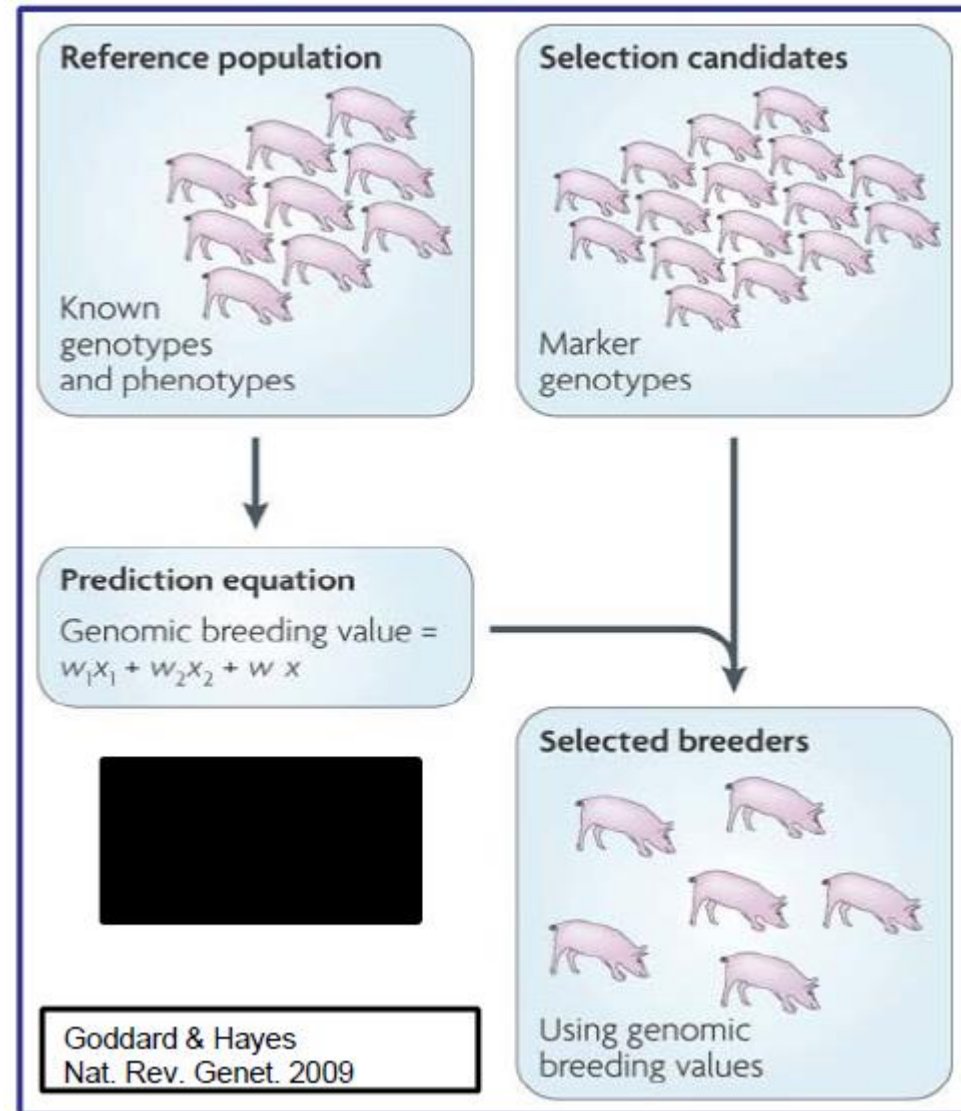 Reference population
Known
genotypes
and phenotypes
Selection candidates
Marker
genotypes
Prediction equation
Genomic breeding value =
w₁x₁ + w₂x₂ + w x
Selected breeders
Using genomic
breeding values
Goddard & Hayes
Nat. Rev. Genet. 2009